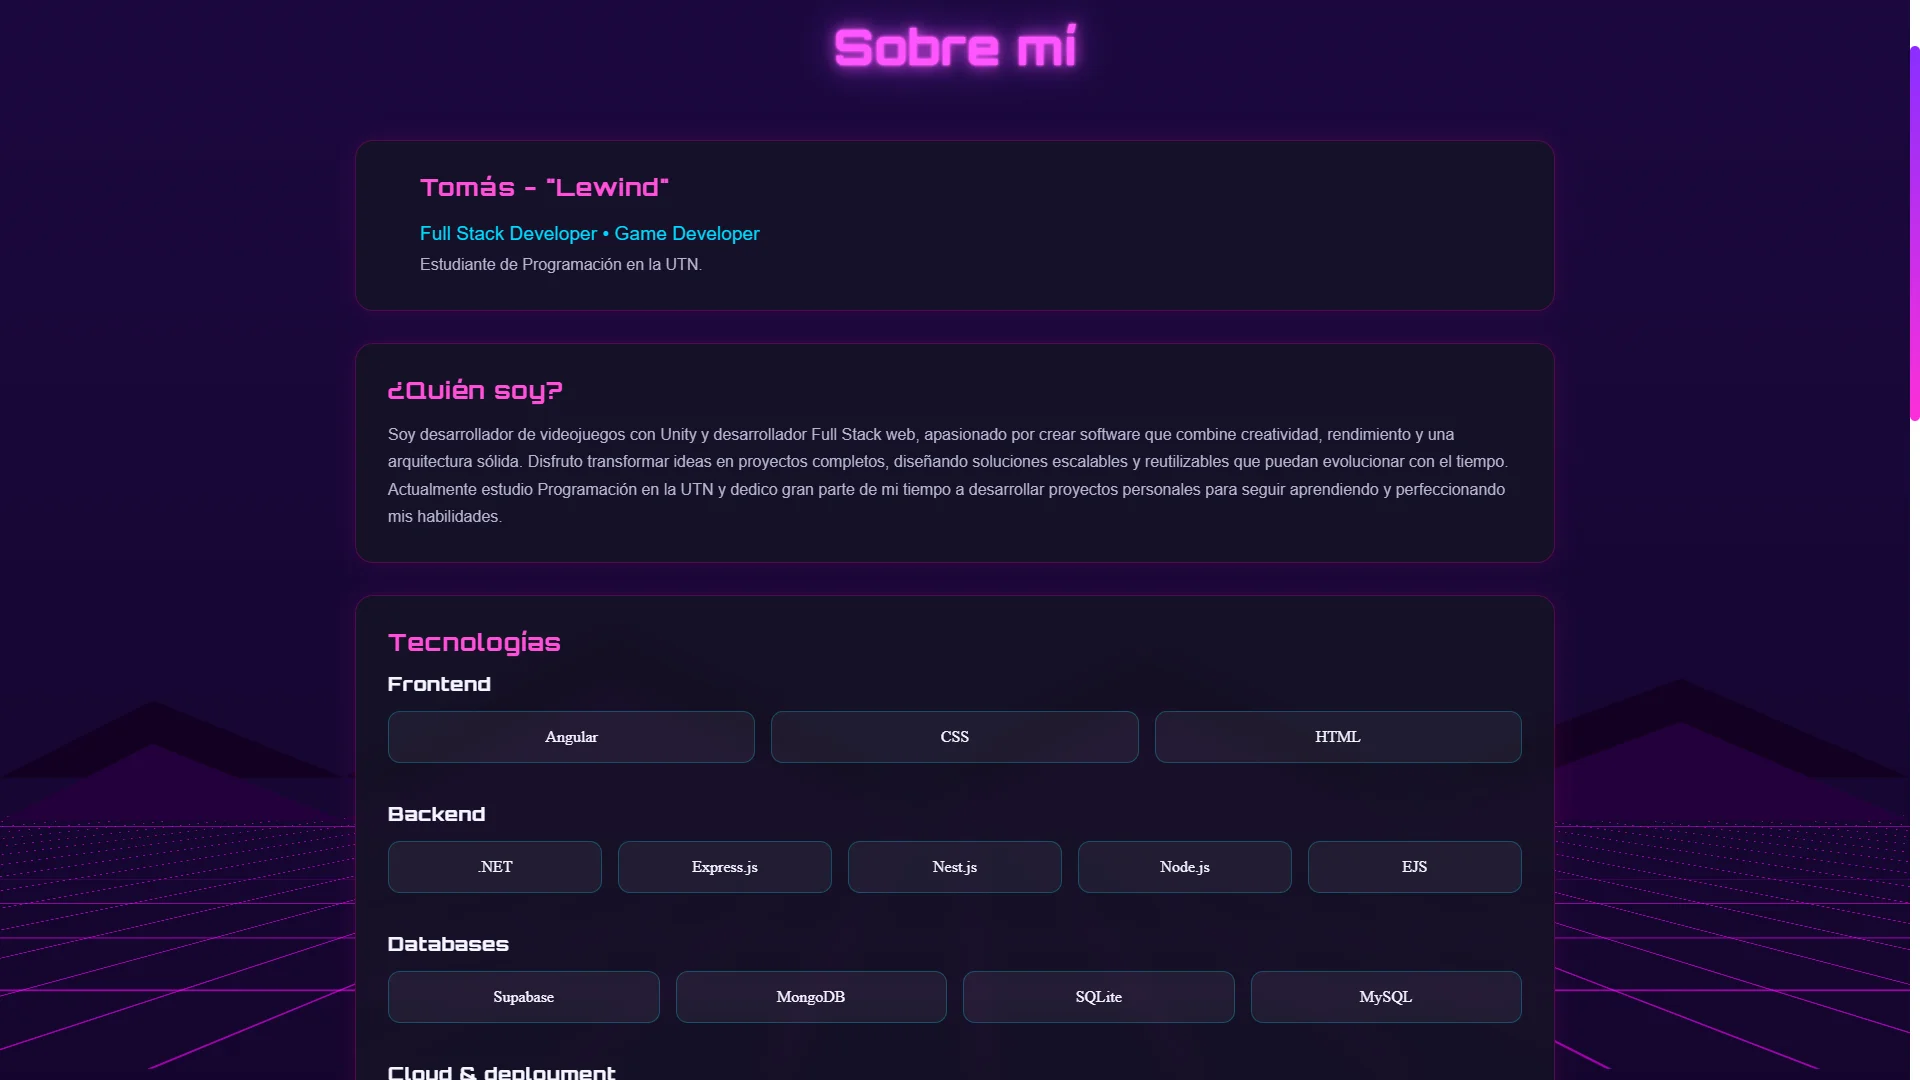 Sobre mí
Tomás - "Lewind"
Full Stack Developer • Game Developer
Estudiante de Programación en la UTN.
¿Quién soy?
Soy desarrollador de videojuegos con Unity y desarrollador Full Stack web, apasionado por crear software que combine creatividad, rendimiento y una
arquitectura sólida. Disfruto transformar ideas en proyectos completos, diseñando soluciones escalables y reutilizables que puedan evolucionar con el tiempo.
Actualmente estudio Programación en la UTN y dedico gran parte de mi tiempo a desarrollar proyectos personales para seguir aprendiendo y perfeccionando
mis habilidades.
Tecnologías
Frontend
Angular
CSS
HTML
Backend
.NET
Express.js
Nest.js
Node.js
EJS
Databases
Supabase
MongoDB
SQLite
MySQL
Cloud & deployment